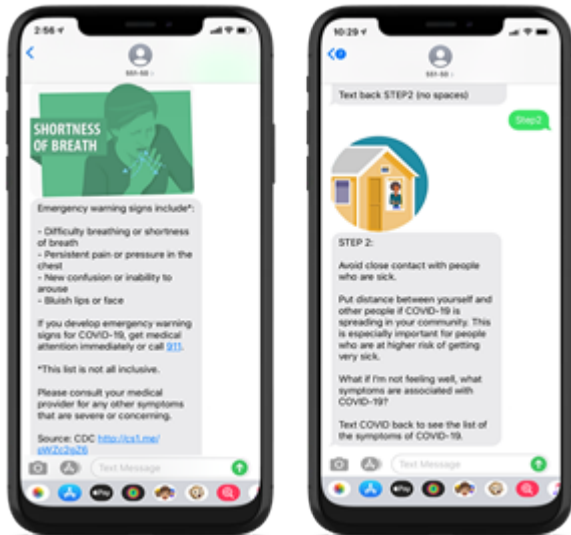 2:56
551-55
SHORTNESS
OF BREATH
Emergency warning signs include*:
- Difficulty breathing or shortness
of breath
- Persistent pain or pressure in the
chest
- New confusion or inability to
arouse
- Bluish lips or face
If you develop emergency warning
signs for COVID-19, get medical
attention immediately or call 911.
*This list is not all inclusive.
Please consult your medical
provider for any other symptoms
that are severe or concerning.
Source: CDC http://cs1.me/
Text Message
Pay
10:29
Text back STEP2 (no spaces)
Step2
STEP 2:
Avoid close contact with people
who are sick.
Put distance between yourself and
other people if COVID-19 is
spreading in your community. This
is especially important for people
who are at higher risk of getting
very sick.
What if I'm not feeling well, what
symptoms are associated with
COVID-19?
Text COVID back to see the list of
the symptoms of COVID-19.
Text Message
Pay